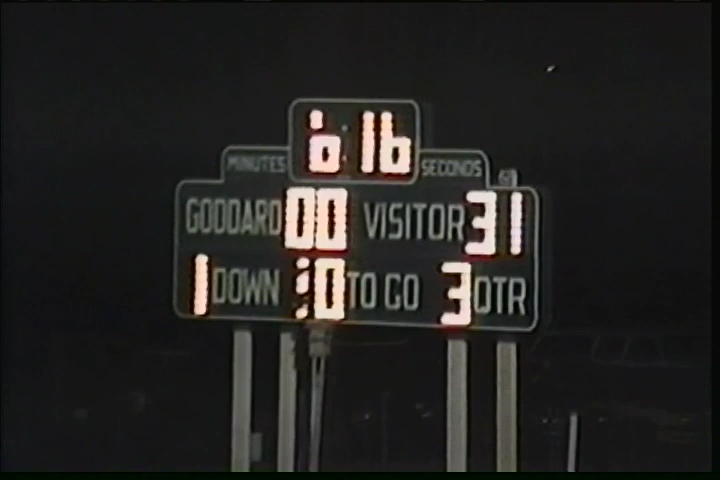 6:16
MINUTES SECONDS
GODDARD 00 VISITOR 31
1 DOWN 10 TO GO 3 QTR